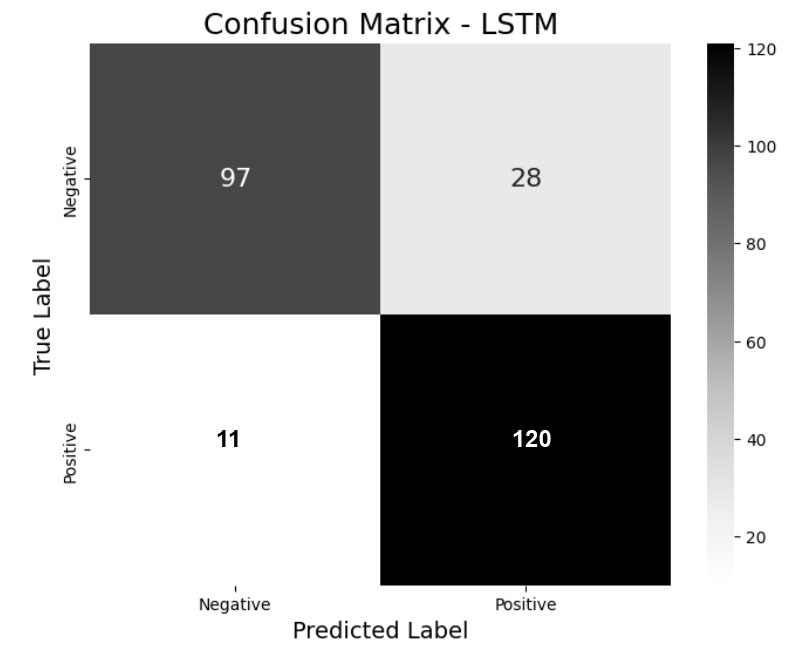 Confusion Matrix - LSTM
120
100
80
60
40
20
True Label
Negative
Positive
97
28
11
120
Negative
Positive
Predicted Label